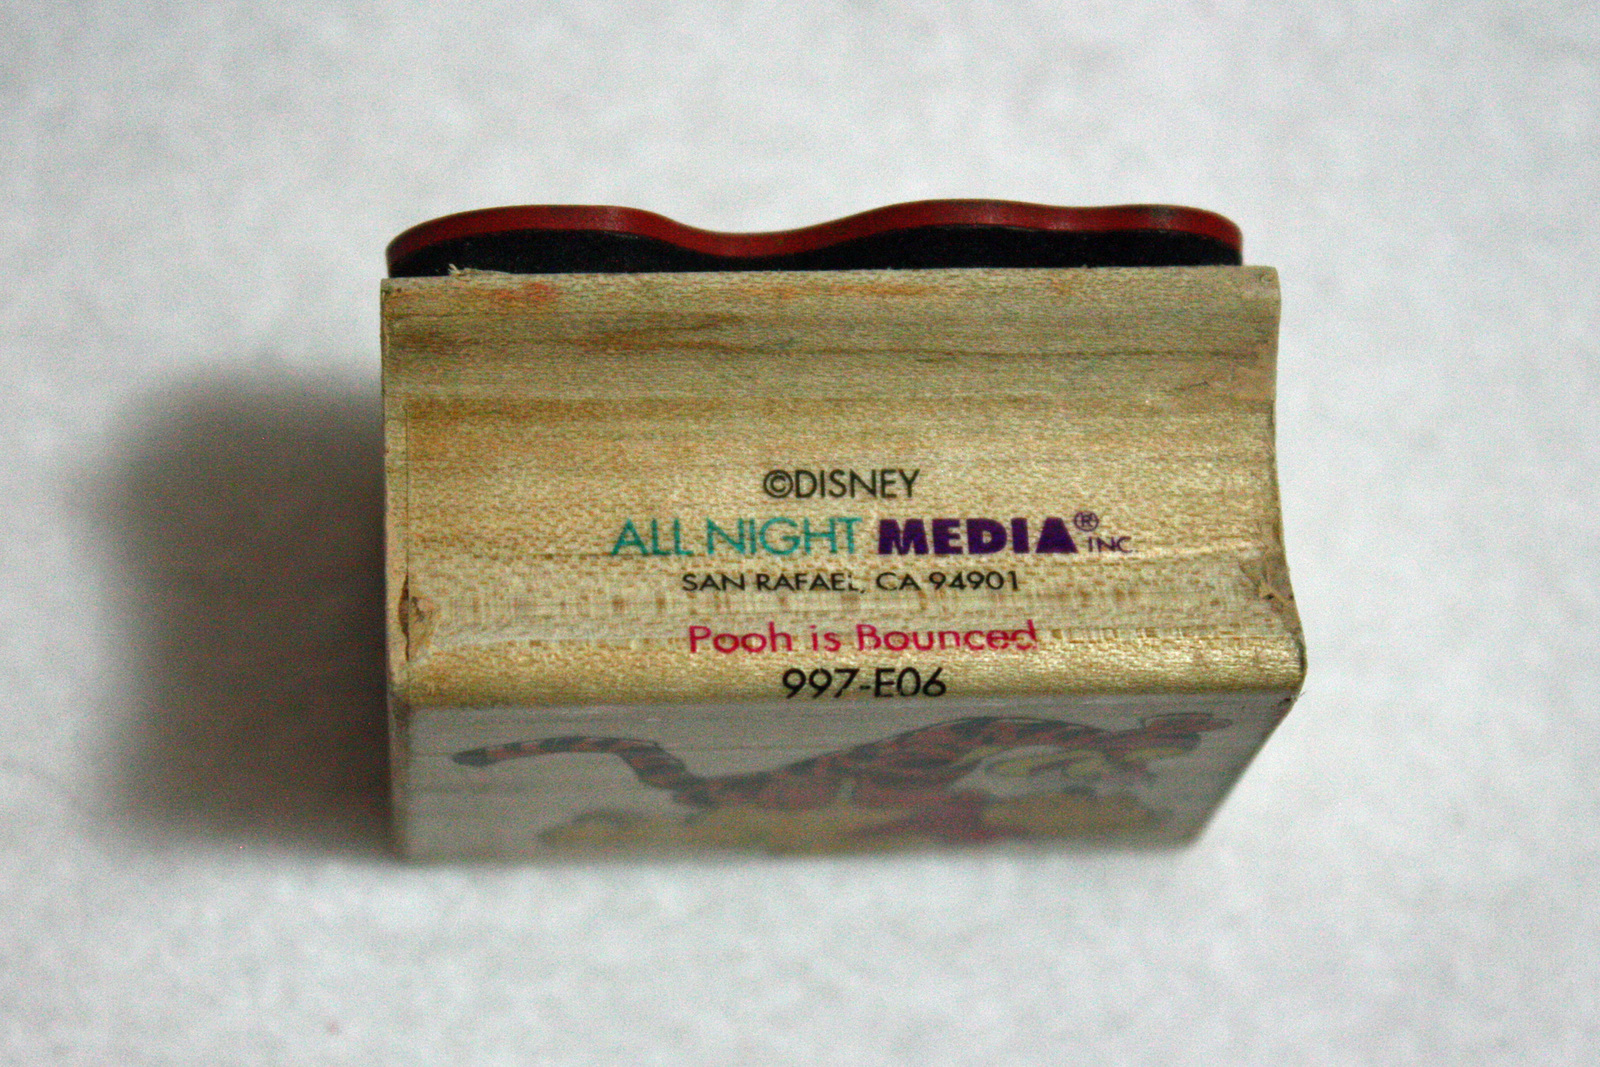 ©DISNEY
ALL NIGHT MEDIA® INC.
SAN RAFAEL, CA 94901
Pooh is Bounced
997-E06